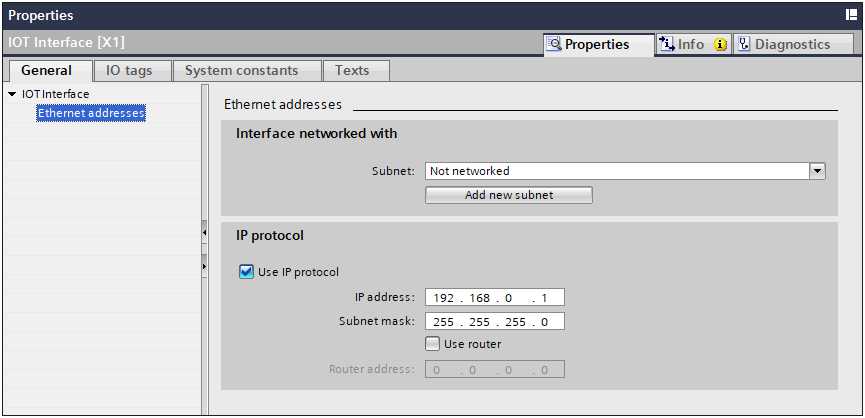 Properties
IOT Interface [X1]
Properties
Info
Diagnostics
General
IO tags
System constants
Texts
IOT Interface
Ethernet addresses
Ethernet addresses
Interface networked with
Subnet: Not networked
Add new subnet
IP protocol
Use IP protocol
IP address: 192 . 168 . 0 . 1
Subnet mask: 255 . 255 . 255 . 0
Use router
Router address: 0 . 0 . 0 . 0